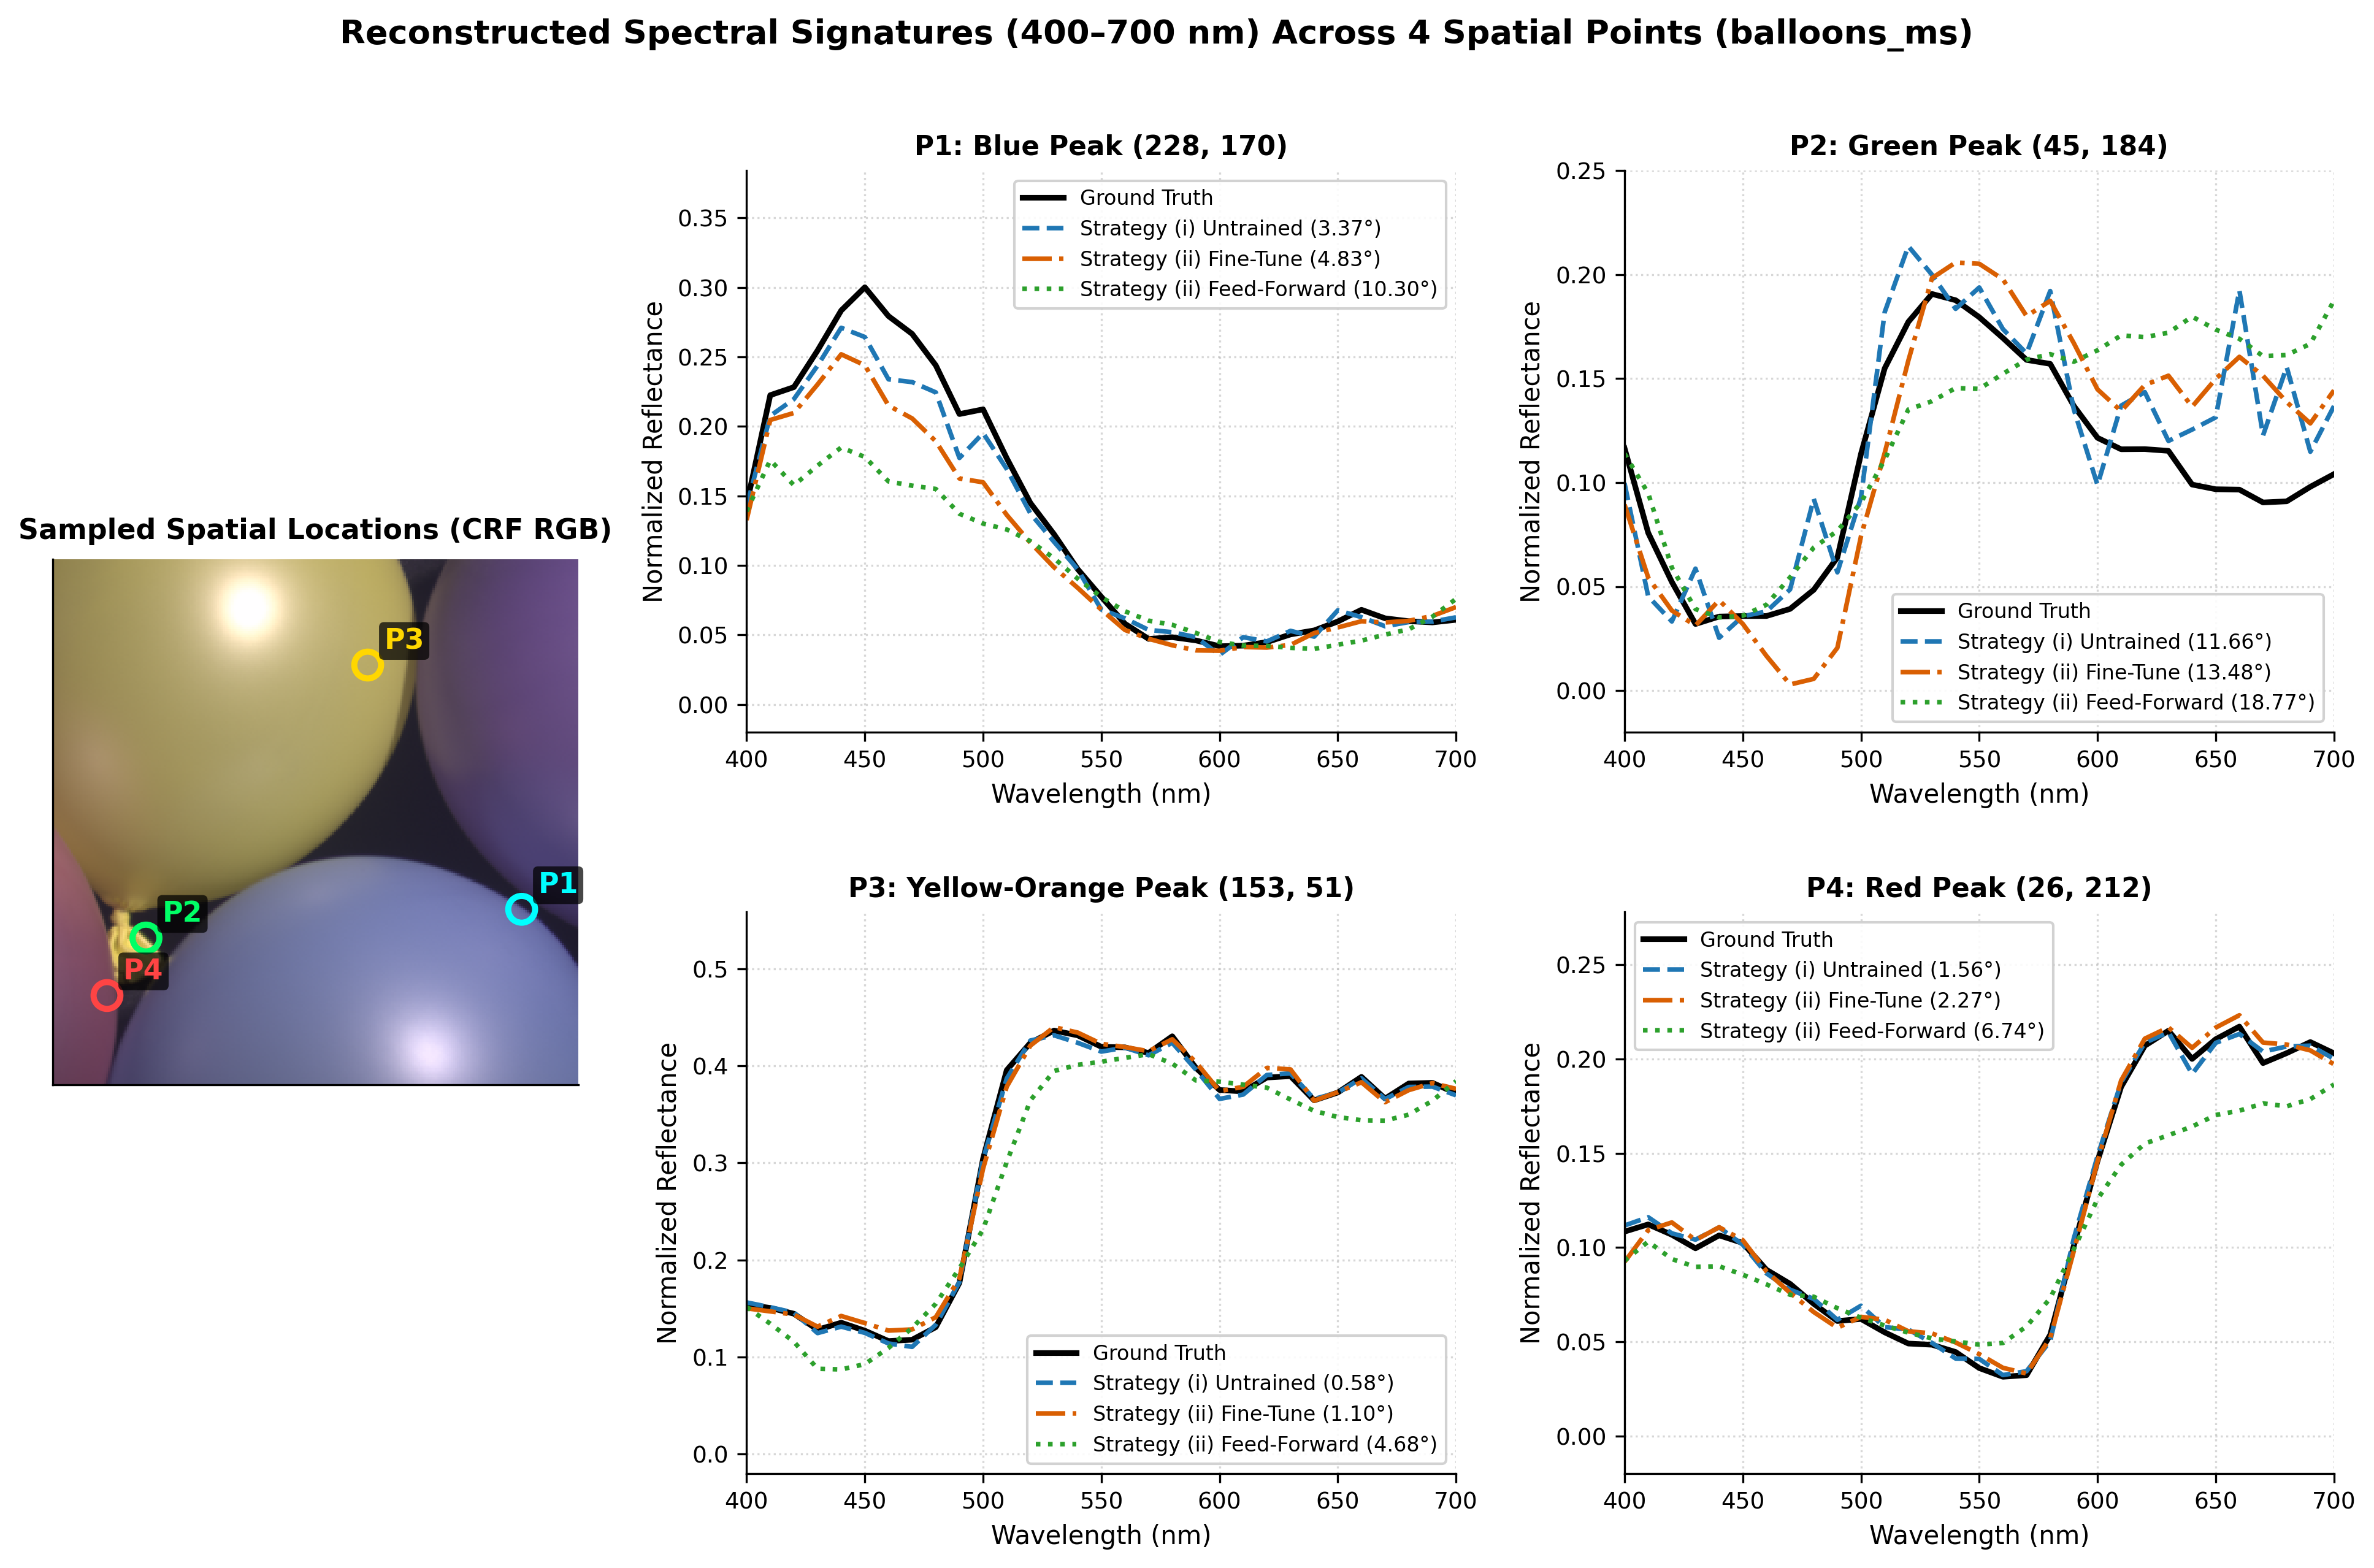 Reconstructed Spectral Signatures (400–700 nm) Across 4 Spatial Points (balloons_ms)
Sampled Spatial Locations (CRF RGB)
P3
P1
P2
P4
P1: Blue Peak (228, 170)
Normalized Reflectance
0.35
0.30
0.25
0.20
0.15
0.10
0.05
0.00
Ground Truth
Strategy (i) Untrained (3.37°)
Strategy (ii) Fine-Tune (4.83°)
Strategy (ii) Feed-Forward (10.30°)
400 450 500 550 600 650 700
Wavelength (nm)
P2: Green Peak (45, 184)
Normalized Reflectance
0.25
0.20
0.15
0.10
0.05
0.00
Ground Truth
Strategy (i) Untrained (11.66°)
Strategy (ii) Fine-Tune (13.48°)
Strategy (ii) Feed-Forward (18.77°)
400 450 500 550 600 650 700
Wavelength (nm)
P3: Yellow-Orange Peak (153, 51)
Normalized Reflectance
0.5
0.4
0.3
0.2
0.1
0.0
Ground Truth
Strategy (i) Untrained (0.58°)
Strategy (ii) Fine-Tune (1.10°)
Strategy (ii) Feed-Forward (4.68°)
400 450 500 550 600 650 700
Wavelength (nm)
P4: Red Peak (26, 212)
Normalized Reflectance
0.25
0.20
0.15
0.10
0.05
0.00
Ground Truth
Strategy (i) Untrained (1.56°)
Strategy (ii) Fine-Tune (2.27°)
Strategy (ii) Feed-Forward (6.74°)
400 450 500 550 600 650 700
Wavelength (nm)